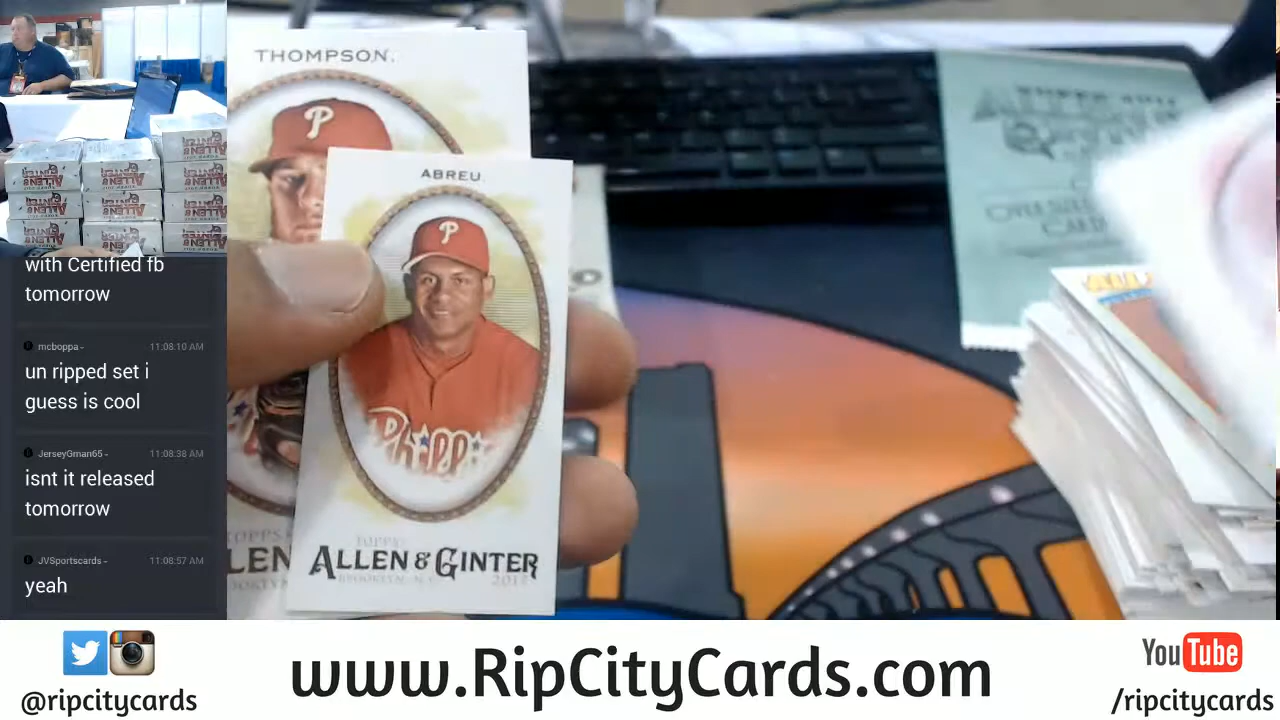 THOMPSON
P
ABREU
P
Phillies
TOPPS
ALLEN & GINTER
BROOKLYN, N.Y.
2017
ALLEN & GINTER
with Certified fb
tomorrow
mcboppa - 11:08:10 AM
un ripped set i
guess is cool
JerseyGman65 - 11:08:38 AM
isnt it released
tomorrow
JVSportscards - 11:08:57 AM
yeah
@ripcitycards
www.RipCityCards.com
YouTube
/ripcitycards